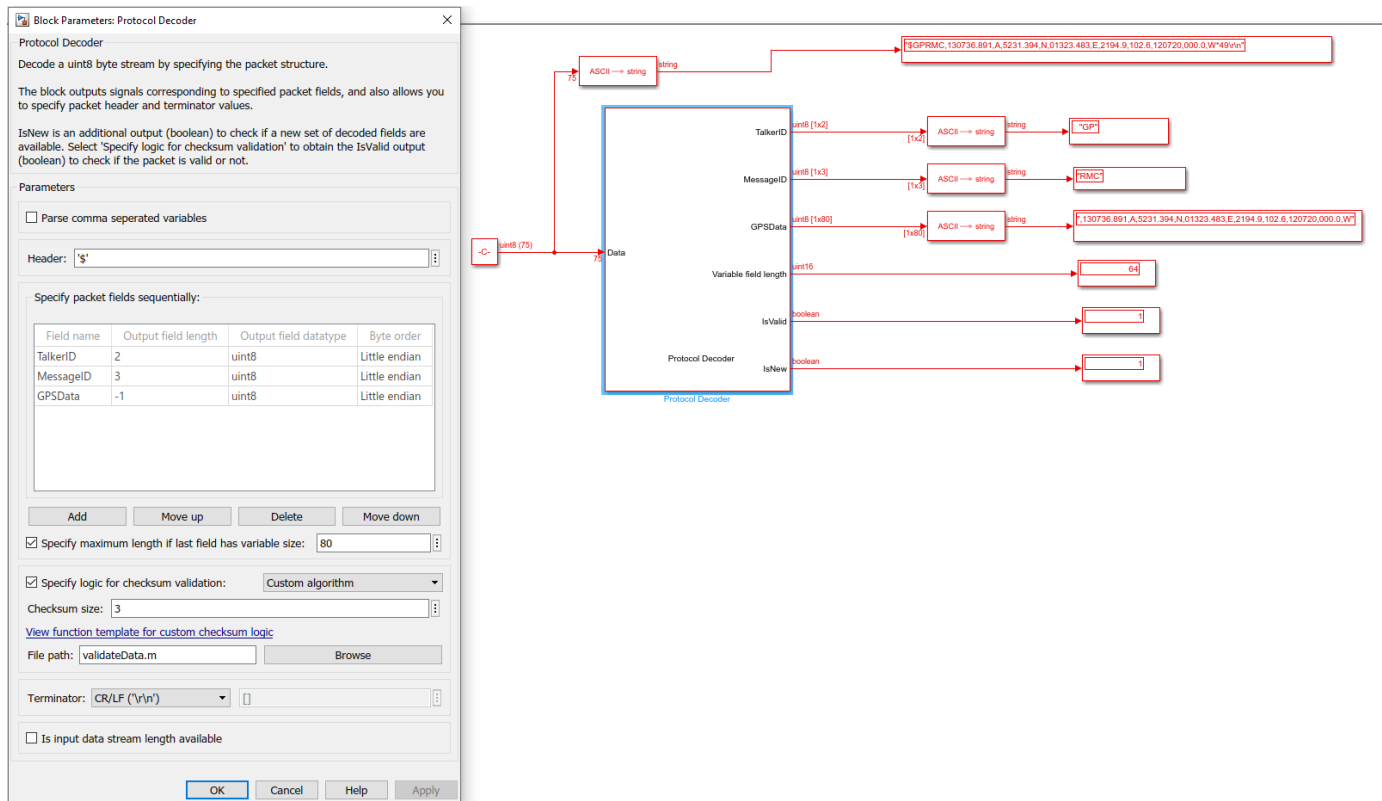 Block Parameters: Protocol Decoder
Protocol Decoder
Decode a uint8 byte stream by specifying the packet structure.
The block outputs signals corresponding to specified packet fields, and also allows you
to specify packet header and terminator values.
IsNew is an additional output (boolean) to check if a new set of decoded fields are
available. Select 'Specify logic for checksum validation' to obtain the IsValid output
(boolean) to check if the packet is valid or not.
Parameters
Parse comma seperated variables
Header: '$'
Specify packet fields sequentially:
Field name Output field length Output field datatype Byte order
TalkerID 2 uint8 Little endian
MessageID 3 uint8 Little endian
GPSData -1 uint8 Little endian
Add Move up Delete Move down
Specify maximum length if last field has variable size: 80
Specify logic for checksum validation: Custom algorithm
Checksum size: 3
View function template for custom checksum logic
File path: validateData.m Browse
Terminator: CR/LF ('\r\n') []
Is input data stream length available
OK Cancel Help Apply
"$GPRMC,130736.891,A,5231.394,N,01323.483,E,2194.9,102.6,120720,000.0,W*49\r\n"
75 ASCII → string string
TalkerID uint8 [1x2] [1x2] ASCII → string string "GP"
MessageID uint8 [1x3] [1x3] ASCII → string string "RMC"
GPSData uint8 [1x80] [1x80] ASCII → string string ",130736.891,A,5231.394,N,01323.483,E,2194.9,102.6,120720,000.0,W"
-C- uint8 (75) 75 Data
Variable field length uint16 64
IsValid boolean 1
Protocol Decoder
IsNew boolean 1
Protocol Decoder